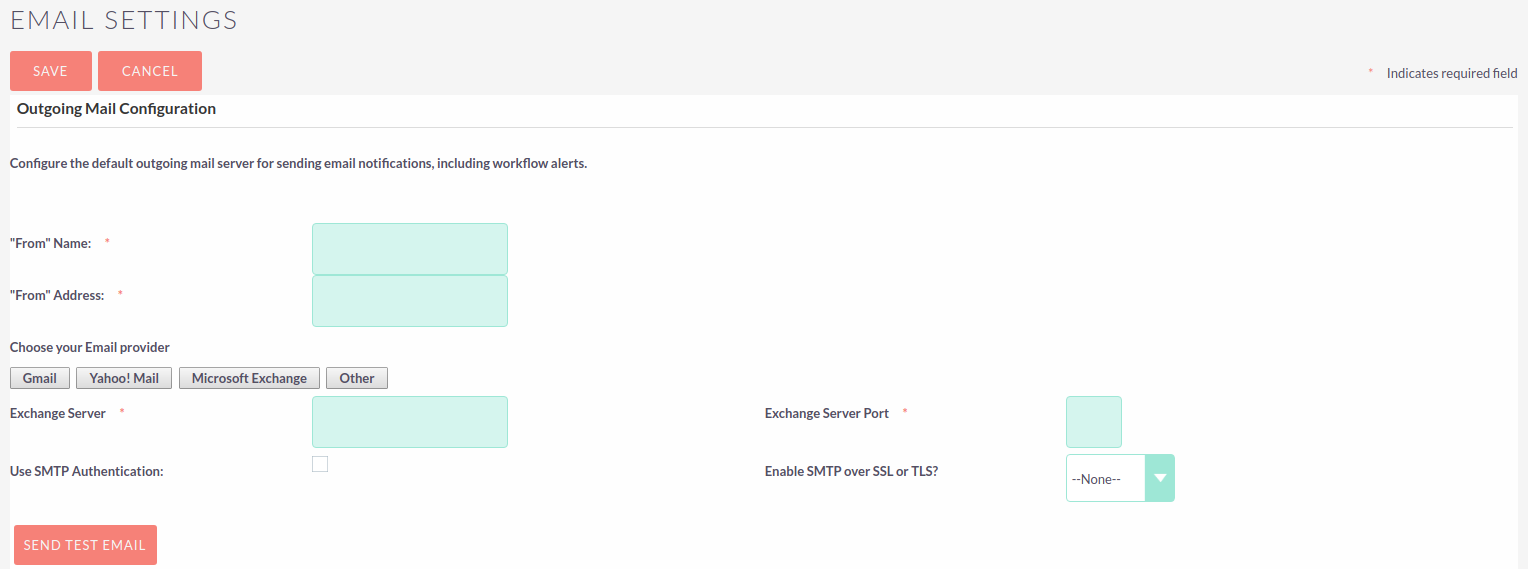 EMAIL SETTINGS
SAVE CANCEL * Indicates required field
Outgoing Mail Configuration
Configure the default outgoing mail server for sending email notifications, including workflow alerts.
"From" Name: *
"From" Address: *
Choose your Email provider
Gmail Yahoo! Mail Microsoft Exchange Other
Exchange Server * Exchange Server Port *
Use SMTP Authentication: Enable SMTP over SSL or TLS? --None--
SEND TEST EMAIL